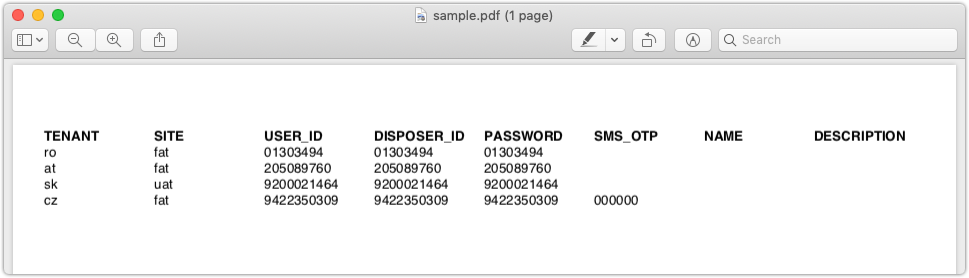 sample.pdf (1 page)
Search
TENANT SITE USER_ID DISPOSER_ID PASSWORD SMS_OTP NAME DESCRIPTION
ro fat 01303494 01303494 01303494
at fat 205089760 205089760 205089760
sk uat 9200021464 9200021464 9200021464
cz fat 9422350309 9422350309 9422350309 000000